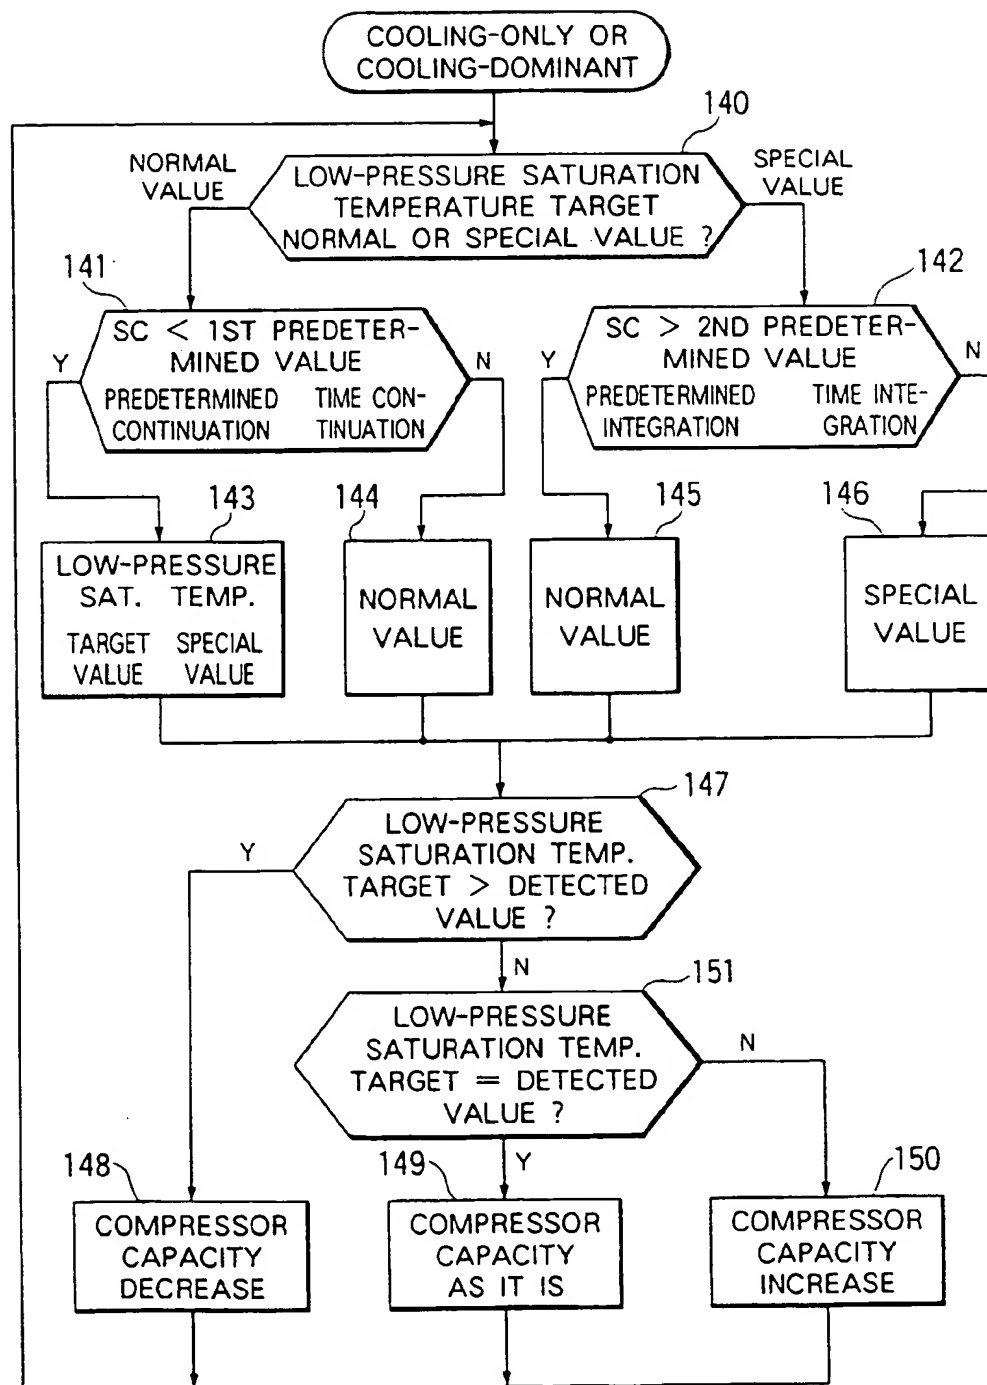 COOLING-ONLY OR
COOLING-DOMINANT
140
NORMAL
VALUE
SPECIAL
VALUE
LOW-PRESSURE SATURATION
TEMPERATURE TARGET
NORMAL OR SPECIAL VALUE ?
141
142
SC < 1ST PREDETER-
MINED VALUE
PREDETERMINED TIME CON-
CONTINUATION TINUATION
Y
N
SC > 2ND PREDETER-
MINED VALUE
PREDETERMINED TIME INTE-
INTEGRATION GRATION
Y
N
143
144
145
146
LOW-PRESSURE
SAT. TEMP.
TARGET SPECIAL
VALUE VALUE
NORMAL
VALUE
NORMAL
VALUE
SPECIAL
VALUE
147
LOW-PRESSURE
SATURATION TEMP.
TARGET > DETECTED
VALUE ?
Y
N
151
LOW-PRESSURE
SATURATION TEMP.
TARGET = DETECTED
VALUE ?
N
Y
148
149
150
COMPRESSOR
CAPACITY
DECREASE
COMPRESSOR
CAPACITY
AS IT IS
COMPRESSOR
CAPACITY
INCREASE